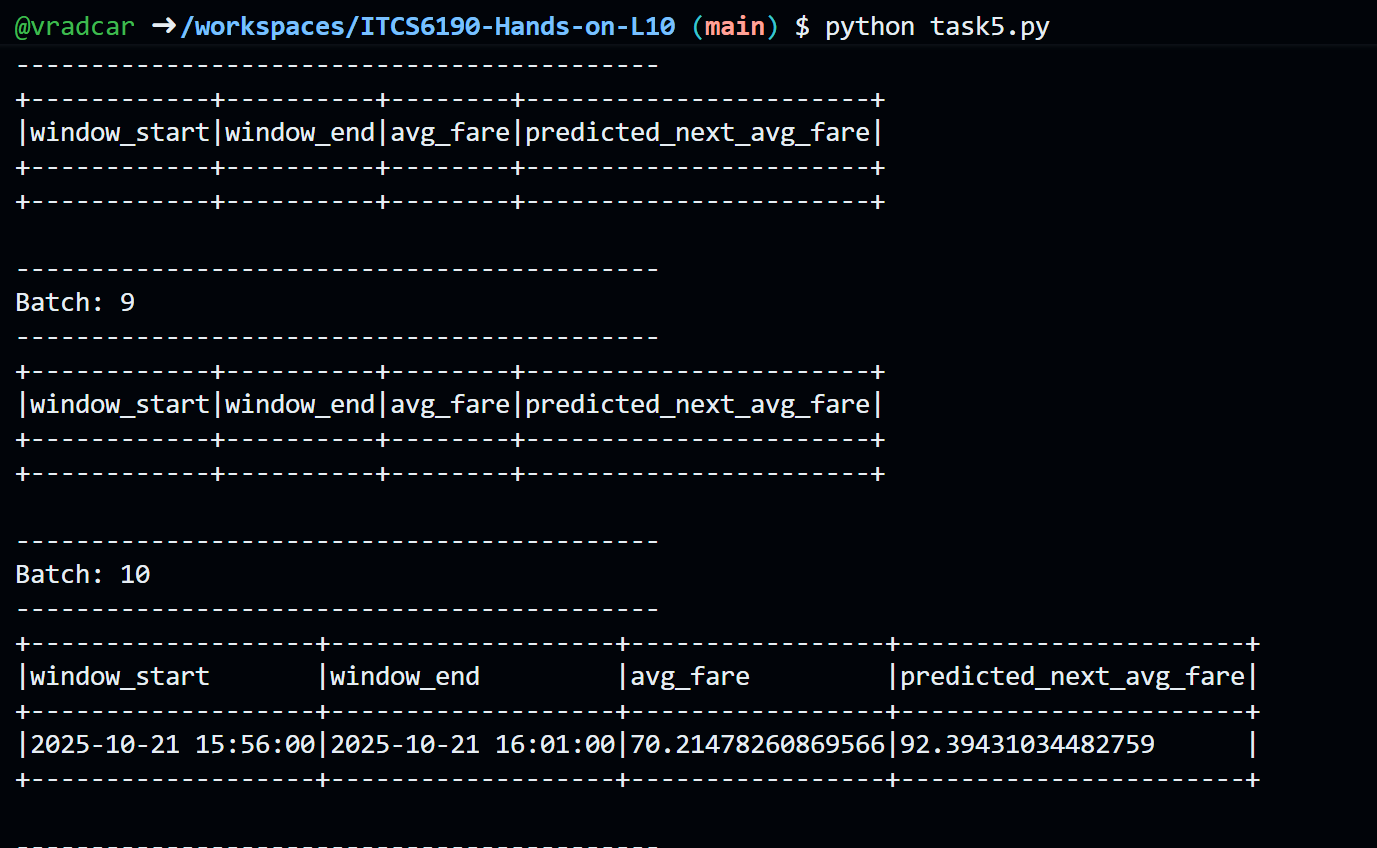 @vradcar ➜/workspaces/ITCS6190-Hands-on-L10 (main) $ python task5.py
-------------------------------------------
+------------+----------+--------+-----------------------+
|window_start|window_end|avg_fare|predicted_next_avg_fare|
+------------+----------+--------+-----------------------+
+------------+----------+--------+-----------------------+
-------------------------------------------
Batch: 9
-------------------------------------------
+------------+----------+--------+-----------------------+
|window_start|window_end|avg_fare|predicted_next_avg_fare|
+------------+----------+--------+-----------------------+
+------------+----------+--------+-----------------------+
-------------------------------------------
Batch: 10
-------------------------------------------
+-------------------+-------------------+-----------------+-----------------------+
|window_start       |window_end         |avg_fare         |predicted_next_avg_fare|
+-------------------+-------------------+-----------------+-----------------------+
|2025-10-21 15:56:00|2025-10-21 16:01:00|70.21478260869566|92.39431034482759      |
+-------------------+-------------------+-----------------+-----------------------+
-------------------------------------------